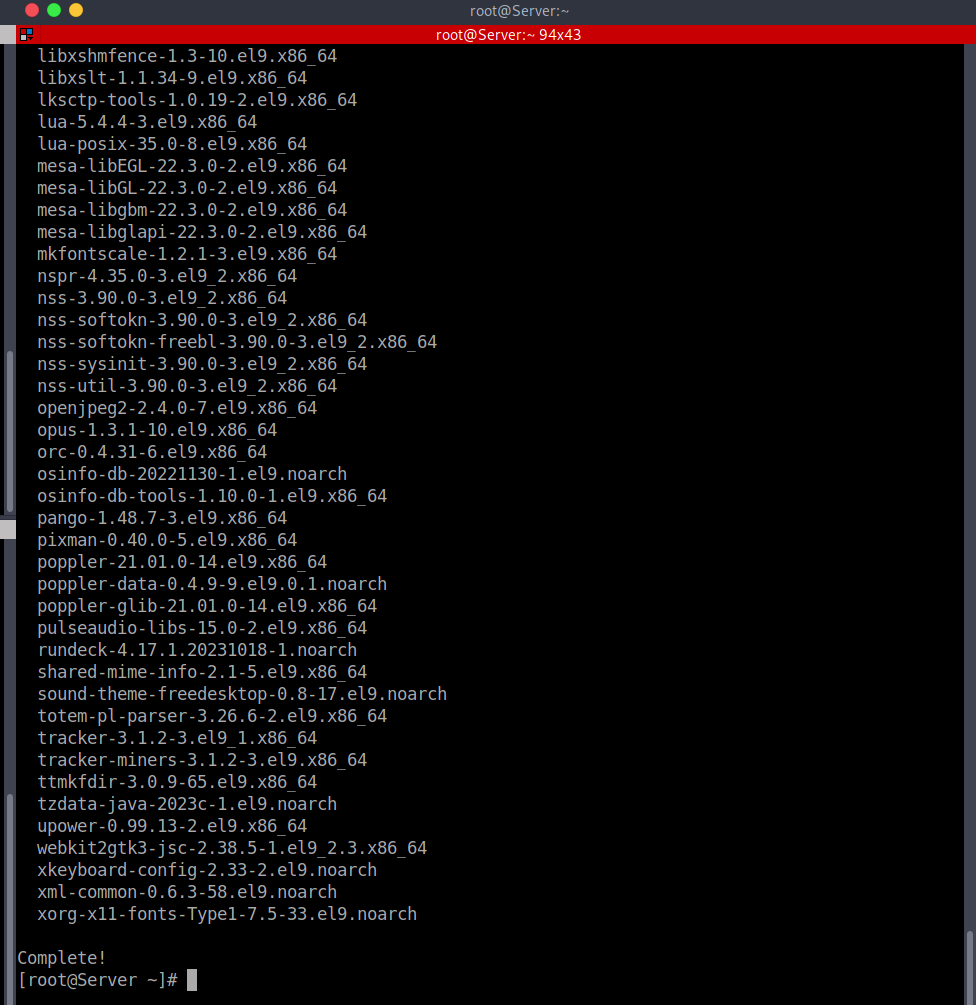 root@Server:~
root@Server:~ 94x43
libxshmfence-1.3-10.el9.x86_64
libxslt-1.1.34-9.el9.x86_64
lksctp-tools-1.0.19-2.el9.x86_64
lua-5.4.4-3.el9.x86_64
lua-posix-35.0-8.el9.x86_64
mesa-libEGL-22.3.0-2.el9.x86_64
mesa-libGL-22.3.0-2.el9.x86_64
mesa-libgbm-22.3.0-2.el9.x86_64
mesa-libglapi-22.3.0-2.el9.x86_64
mkfontscale-1.2.1-3.el9.x86_64
nspr-4.35.0-3.el9_2.x86_64
nss-3.90.0-3.el9_2.x86_64
nss-softokn-3.90.0-3.el9_2.x86_64
nss-softokn-freebl-3.90.0-3.el9_2.x86_64
nss-sysinit-3.90.0-3.el9_2.x86_64
nss-util-3.90.0-3.el9_2.x86_64
openjpeg2-2.4.0-7.el9.x86_64
opus-1.3.1-10.el9.x86_64
orc-0.4.31-6.el9.x86_64
osinfo-db-20221130-1.el9.noarch
osinfo-db-tools-1.10.0-1.el9.x86_64
pango-1.48.7-3.el9.x86_64
pixman-0.40.0-5.el9.x86_64
poppler-21.01.0-14.el9.x86_64
poppler-data-0.4.9-9.el9.0.1.noarch
poppler-glib-21.01.0-14.el9.x86_64
pulseaudio-libs-15.0-2.el9.x86_64
rundeck-4.17.1.20231018-1.noarch
shared-mime-info-2.1-5.el9.x86_64
sound-theme-freedesktop-0.8-17.el9.noarch
totem-pl-parser-3.26.6-2.el9.x86_64
tracker-3.1.2-3.el9_1.x86_64
tracker-miners-3.1.2-3.el9.x86_64
ttmkfdir-3.0.9-65.el9.x86_64
tzdata-java-2023c-1.el9.noarch
upower-0.99.13-2.el9.x86_64
webkit2gtk3-jsc-2.38.5-1.el9_2.3.x86_64
xkeyboard-config-2.33-2.el9.noarch
xml-common-0.6.3-58.el9.noarch
xorg-x11-fonts-Type1-7.5-33.el9.noarch
Complete!
[root@Server ~]#